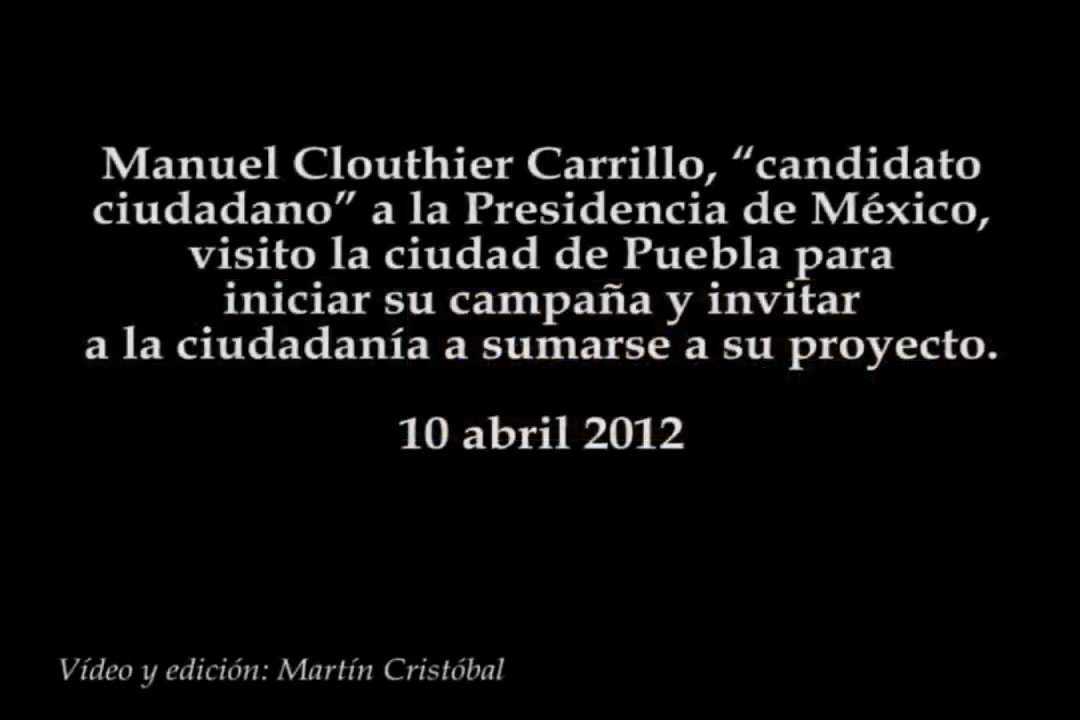 Manuel Clouthier Carrillo, “candidato
ciudadano” a la Presidencia de México,
visito la ciudad de Puebla para
iniciar su campaña y invitar
a la ciudadanía a sumarse a su proyecto.
10 abril 2012
Vídeo y edición: Martín Cristóbal